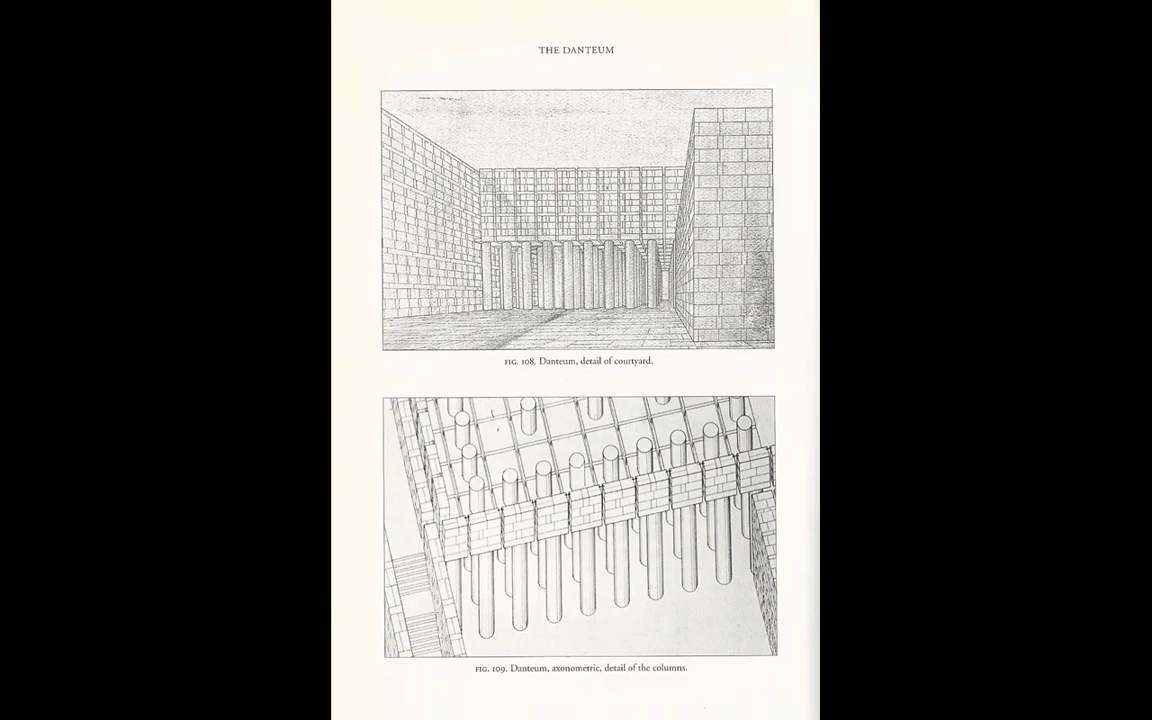 THE DANTEUM
FIG. 108. Danteum, detail of courtyard.
FIG. 109. Danteum, axonometric, detail of the columns.